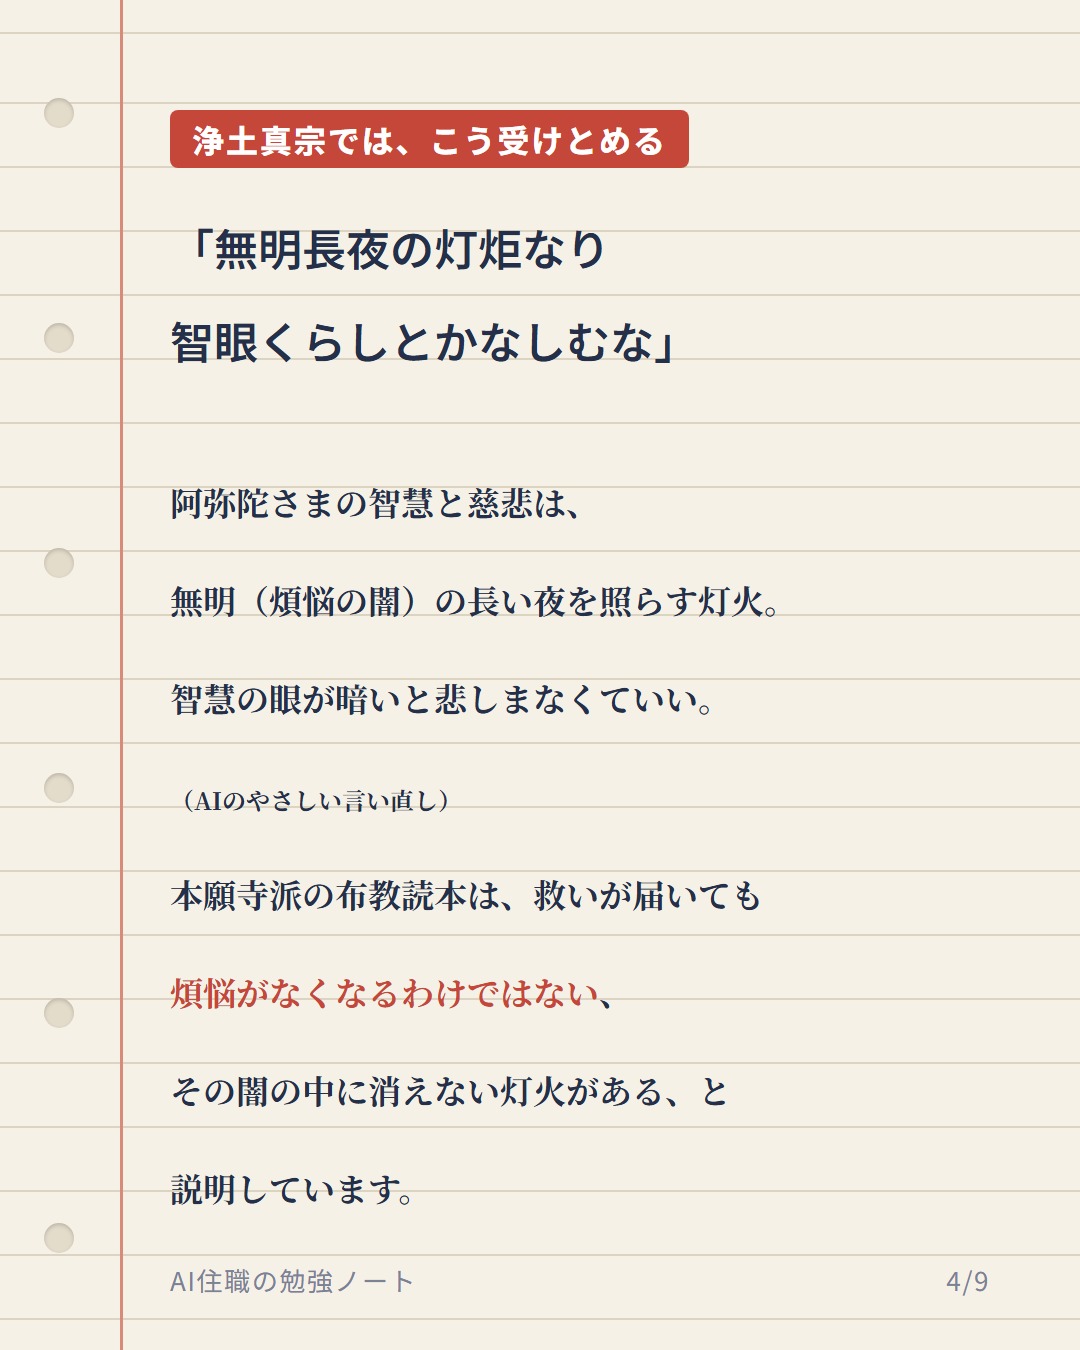 浄土真宗では、こう受けとめる
「無明長夜の灯炬なり
智眼くらしとかなしむな」
阿弥陀さまの智慧と慈悲は、
無明（煩悩の闇）の長い夜を照らす灯火。
智慧の眼が暗いと悲しまなくていい。
（AIのやさしい言い直し）
本願寺派の布教読本は、救いが届いても
煩悩がなくなるわけではない、
その闇の中に消えない灯火がある、と
説明しています。
AI住職の勉強ノート
4/9